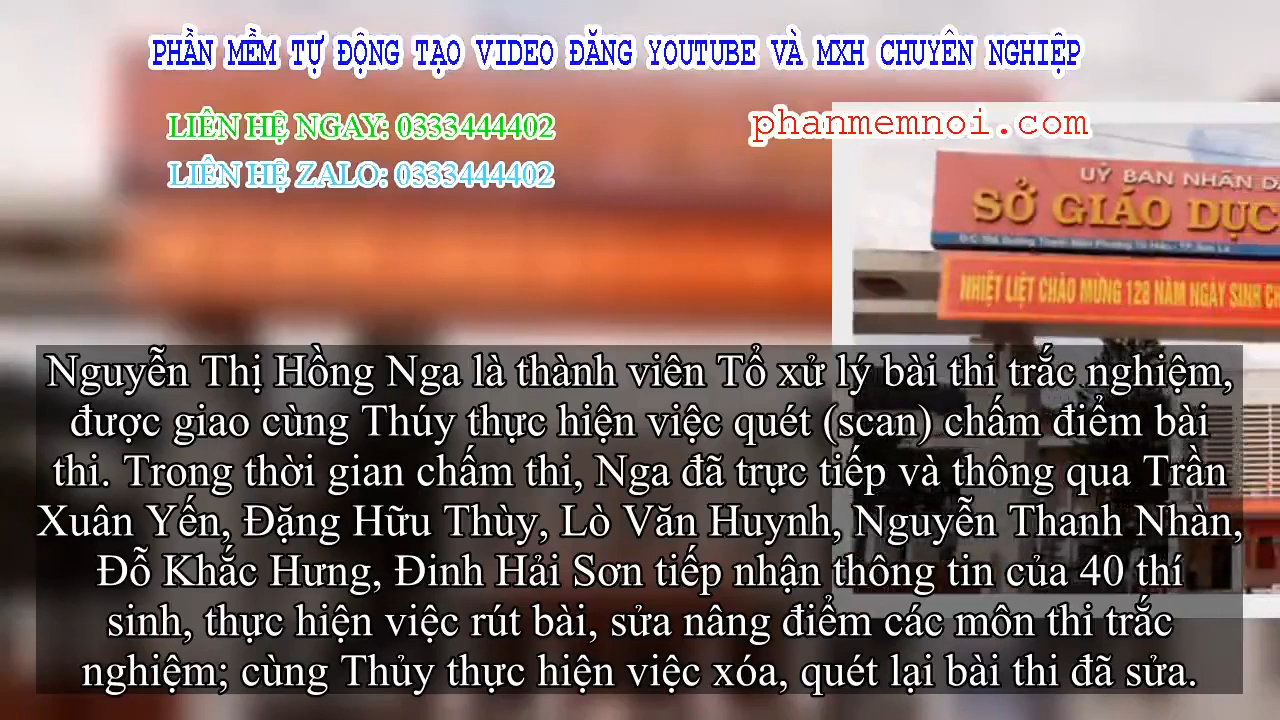 PHẦN MỀM TỰ ĐỘNG TẠO VIDEO ĐĂNG YOUTUBE VÀ MXH CHUYÊN NGHIỆP
LIÊN HỆ NGAY: 0333444402
phanmemnoi.com
LIÊN HỆ ZALO: 0333444402
UỶ BAN NHÂN D
SỞ GIÁO DỤC
NHIỆT LIỆT CHÀO MỪNG 128 NĂM NGÀY SINH CH
Nguyễn Thị Hồng Nga là thành viên Tổ xử lý bài thi trắc nghiệm,
được giao cùng Thúy thực hiện việc quét (scan) chấm điểm bài
thi. Trong thời gian chấm thi, Nga đã trực tiếp và thông qua Trần
Xuân Yến, Đặng Hữu Thùy, Lò Văn Huynh, Nguyễn Thanh Nhàn,
Đỗ Khắc Hưng, Đinh Hải Sơn tiếp nhận thông tin của 40 thí
sinh, thực hiện việc rút bài, sửa nâng điểm các môn thi trắc
nghiệm; cùng Thủy thực hiện việc xóa, quét lại bài thi đã sửa.